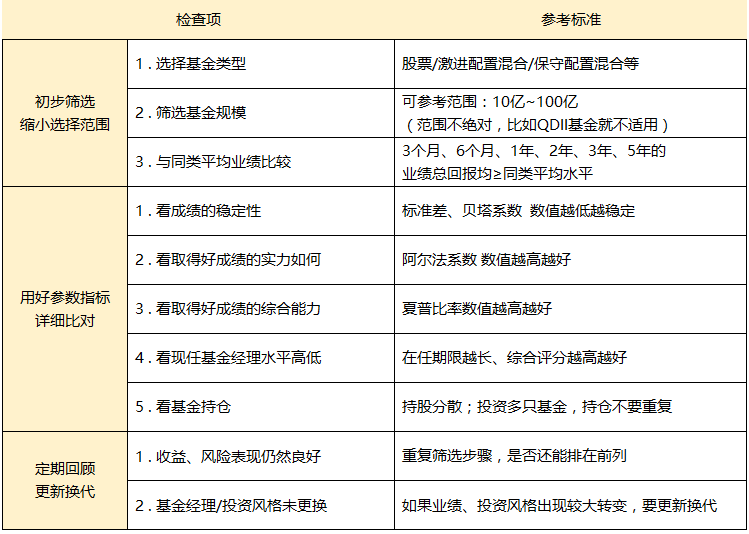 检查项
参考标准
初步筛选
缩小选择范围
1 . 选择基金类型
股票/激进配置混合/保守配置混合等
2 . 筛选基金规模
可参考范围：10亿~100亿
（范围不绝对，比如QDII基金就不适用）
3 . 与同类平均业绩比较
3个月、6个月、1年、2年、3年、5年的
业绩总回报均≥同类平均水平
用好参数指标
详细比对
1 . 看成绩的稳定性
标准差、贝塔系数 数值越低越稳定
2 . 看取得好成绩的实力如何
阿尔法系数 数值越高越好
3 . 看取得好成绩的综合能力
夏普比率数值越高越好
4 . 看现任基金经理水平高低
在任期限越长、综合评分越高越好
5 . 看基金持仓
持股分散；投资多只基金，持仓不要重复
定期回顾
更新换代
1 . 收益、风险表现仍然良好
重复筛选步骤，是否还能排在前列
2 . 基金经理/投资风格未更换
如果业绩、投资风格出现较大转变，要更新换代